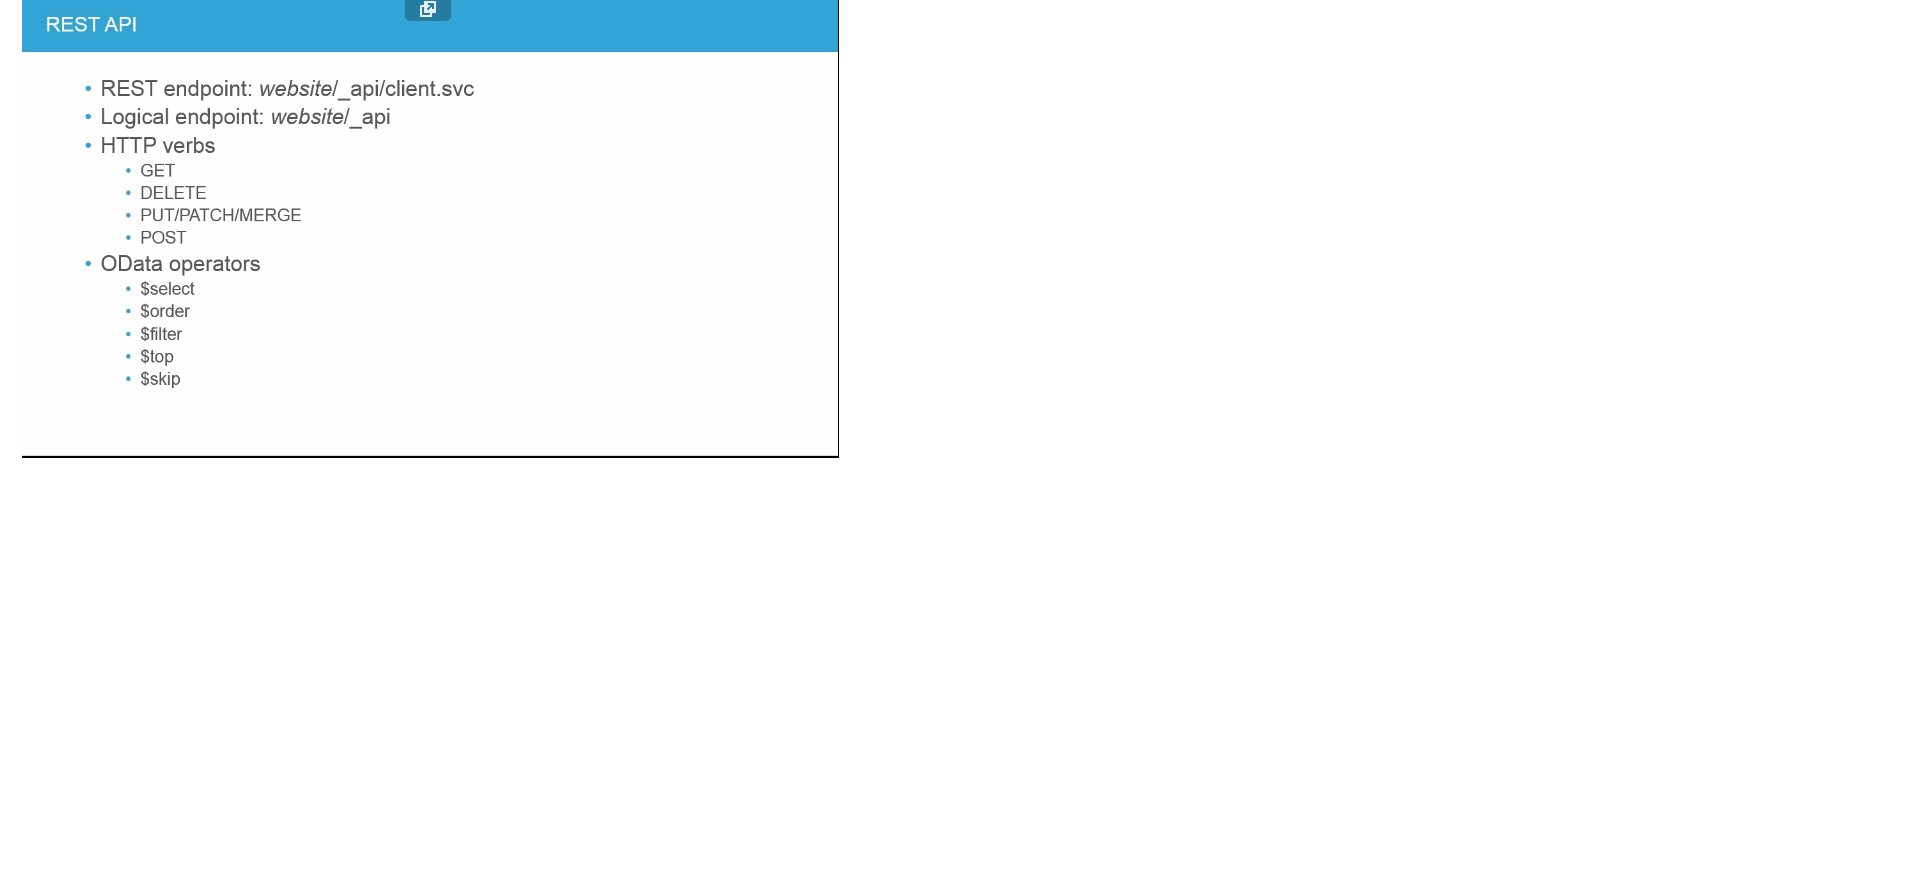 REST API
• REST endpoint: website/_api/client.svc
• Logical endpoint: website/_api
• HTTP verbs
• GET
• DELETE
• PUT/PATCH/MERGE
• POST
• OData operators
• $select
• $order
• $filter
• $top
• $skip